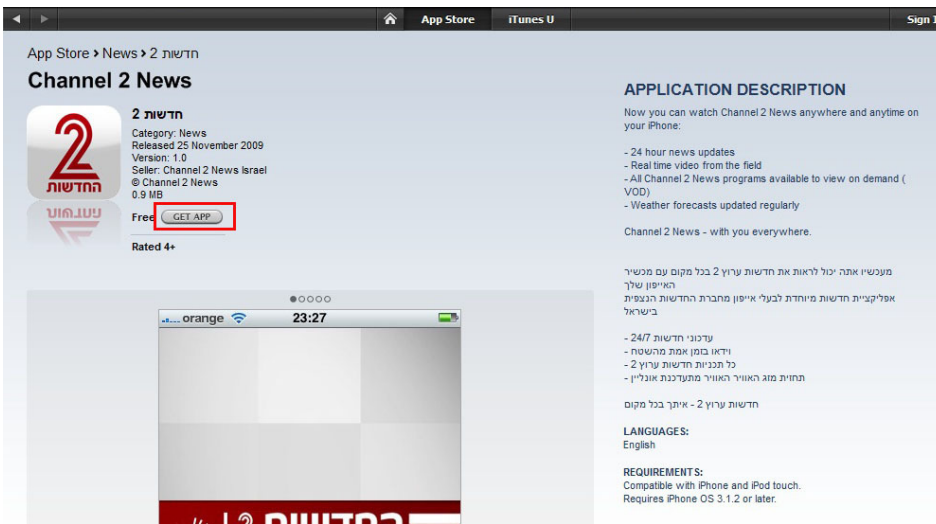 App Store
iTunes U
App Store > News > חדשות 2
Channel 2 News
2
החדשות
חדשות 2
Category: News
Released 25 November 2009
Version: 1.0
Seller: Channel 2 News Israel
© Channel 2 News
0.9 MB
Free GET APP
Rated 4+
orange 23:27
החדשות 2
APPLICATION DESCRIPTION
Now you can watch Channel 2 News anywhere and anytime on
your iPhone:
- 24 hour news updates
- Real time video from the field
- All Channel 2 News programs available to view on demand (
VOD)
- Weather forecasts updated regularly
Channel 2 News - with you everywhere.
מעכשיו אתה יכול לראות את חדשות ערוץ 2 בכל מקום עם מכשיר
האייפון שלך
אפליקציית חדשות מיוחדת לבעלי אייפון מחברת החדשות הנצפית
בישראל
עדכוני חדשות 24/7 -
וידאו בזמן אמת מהשטח -
כל תכניות חדשות ערוץ 2 -
תחזית מזג האוויר האוויר מתעדכנת אונליין -
חדשות ערוץ 2 - איתך בכל מקום
LANGUAGES:
English
REQUIREMENTS:
Compatible with iPhone and iPod touch.
Requires iPhone OS 3.1.2 or later.